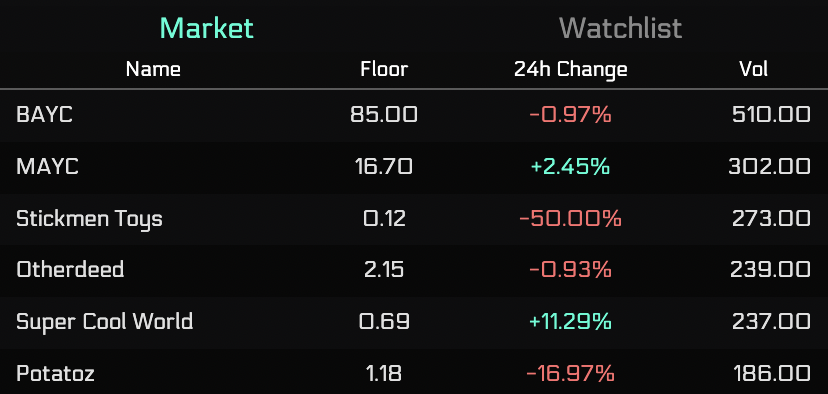 Market Watchlist
Name Floor 24h Change Vol
BAYC 85.00 -0.97% 510.00
MAYC 16.70 +2.45% 302.00
Stickmen Toys 0.12 -50.00% 273.00
Otherdeed 2.15 -0.93% 239.00
Super Cool World 0.69 +11.29% 237.00
Potatoz 1.18 -16.97% 186.00